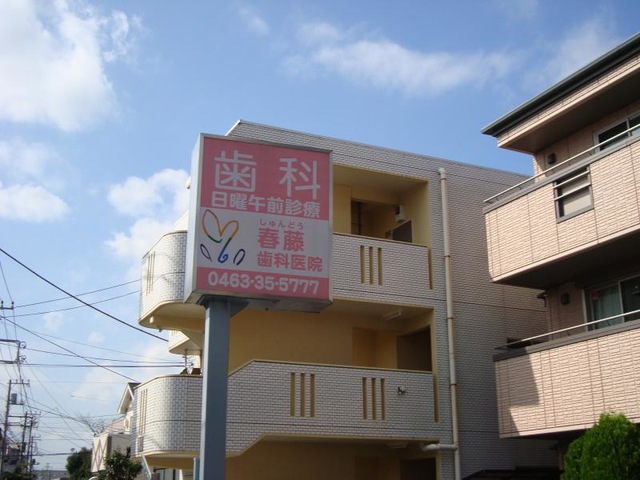 歯科
日曜午前診療
しゅんどう
春藤
歯科医院
0463-35-5777